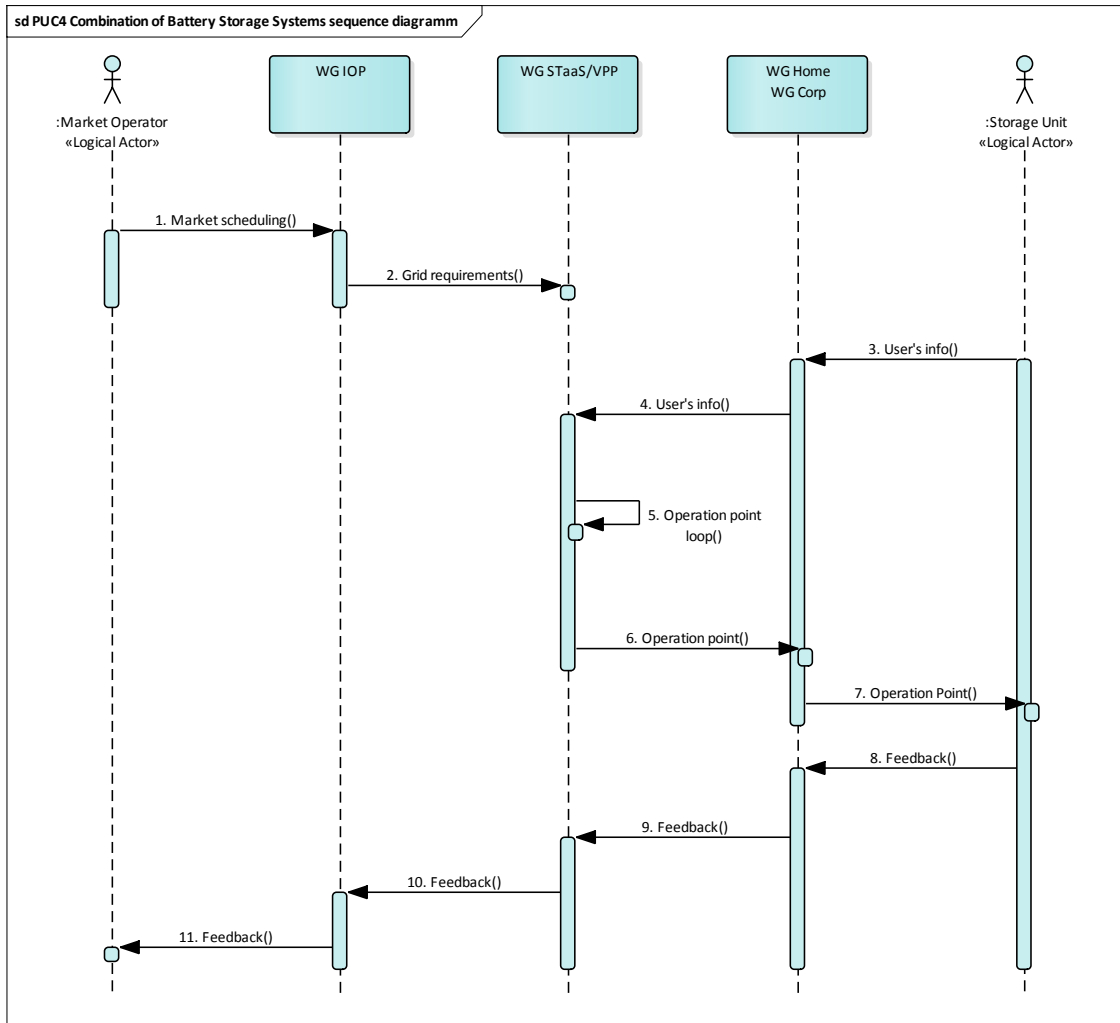 sd PUC4 Combination of Battery Storage Systems sequence diagramm
WG IOP
WG STaaS/VPP
WG Home
WG Corp
:Market Operator
«Logical Actor»
:Storage Unit
«Logical Actor»
1. Market scheduling()
2. Grid requirements()
3. User's info()
4. User's info()
5. Operation point
loop()
6. Operation point()
7. Operation Point()
8. Feedback()
9. Feedback()
10. Feedback()
11. Feedback()